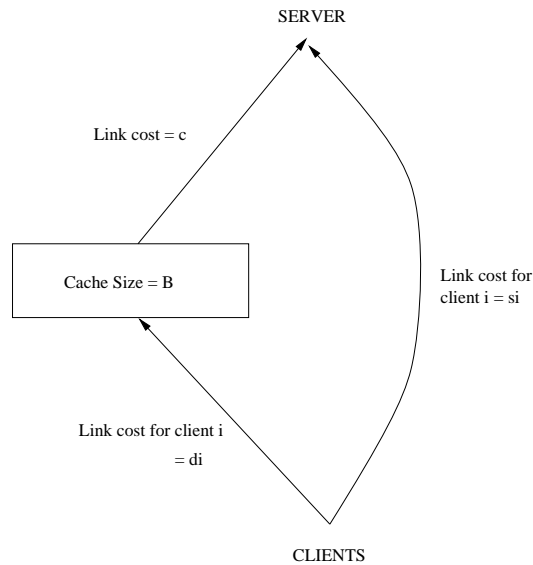 SERVER
Link cost = c
Cache Size = B
Link cost for
client i = si
Link cost for client i
= di
CLIENTS